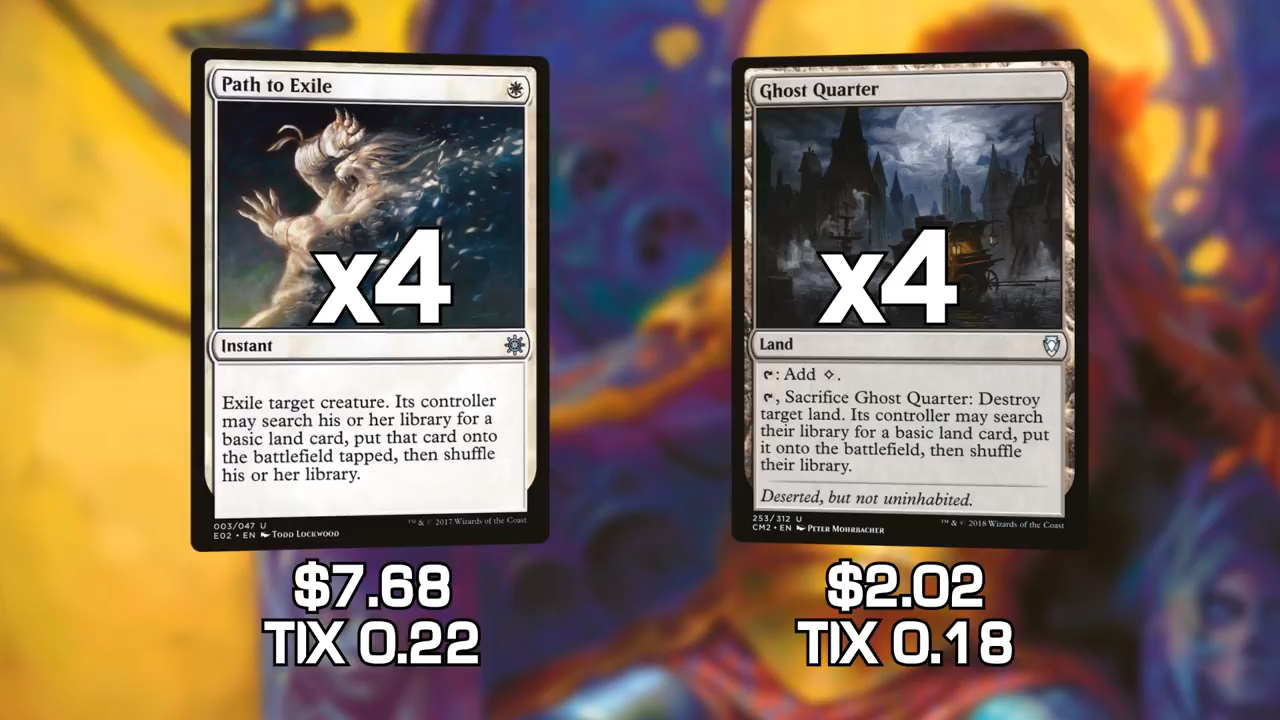 Path to Exile
x4
Instant
Exile target creature. Its controller
may search his or her library for a
basic land card, put that card onto
the battlefield tapped, then shuffle
his or her library.
003/047 U
E02 • EN Todd Lockwood
™ & © 2017 Wizards of the Coast
$7.68
TIX 0.22
Ghost Quarter
x4
Land
: Add .
, Sacrifice Ghost Quarter: Destroy
target land. Its controller may search
their library for a basic land card, put
it onto the battlefield, then shuffle
their library.
Deserted, but not uninhabited.
253/312 U
CM2 • EN Peter Mohrbacher
™ & © 2018 Wizards of the Coast
$2.02
TIX 0.18